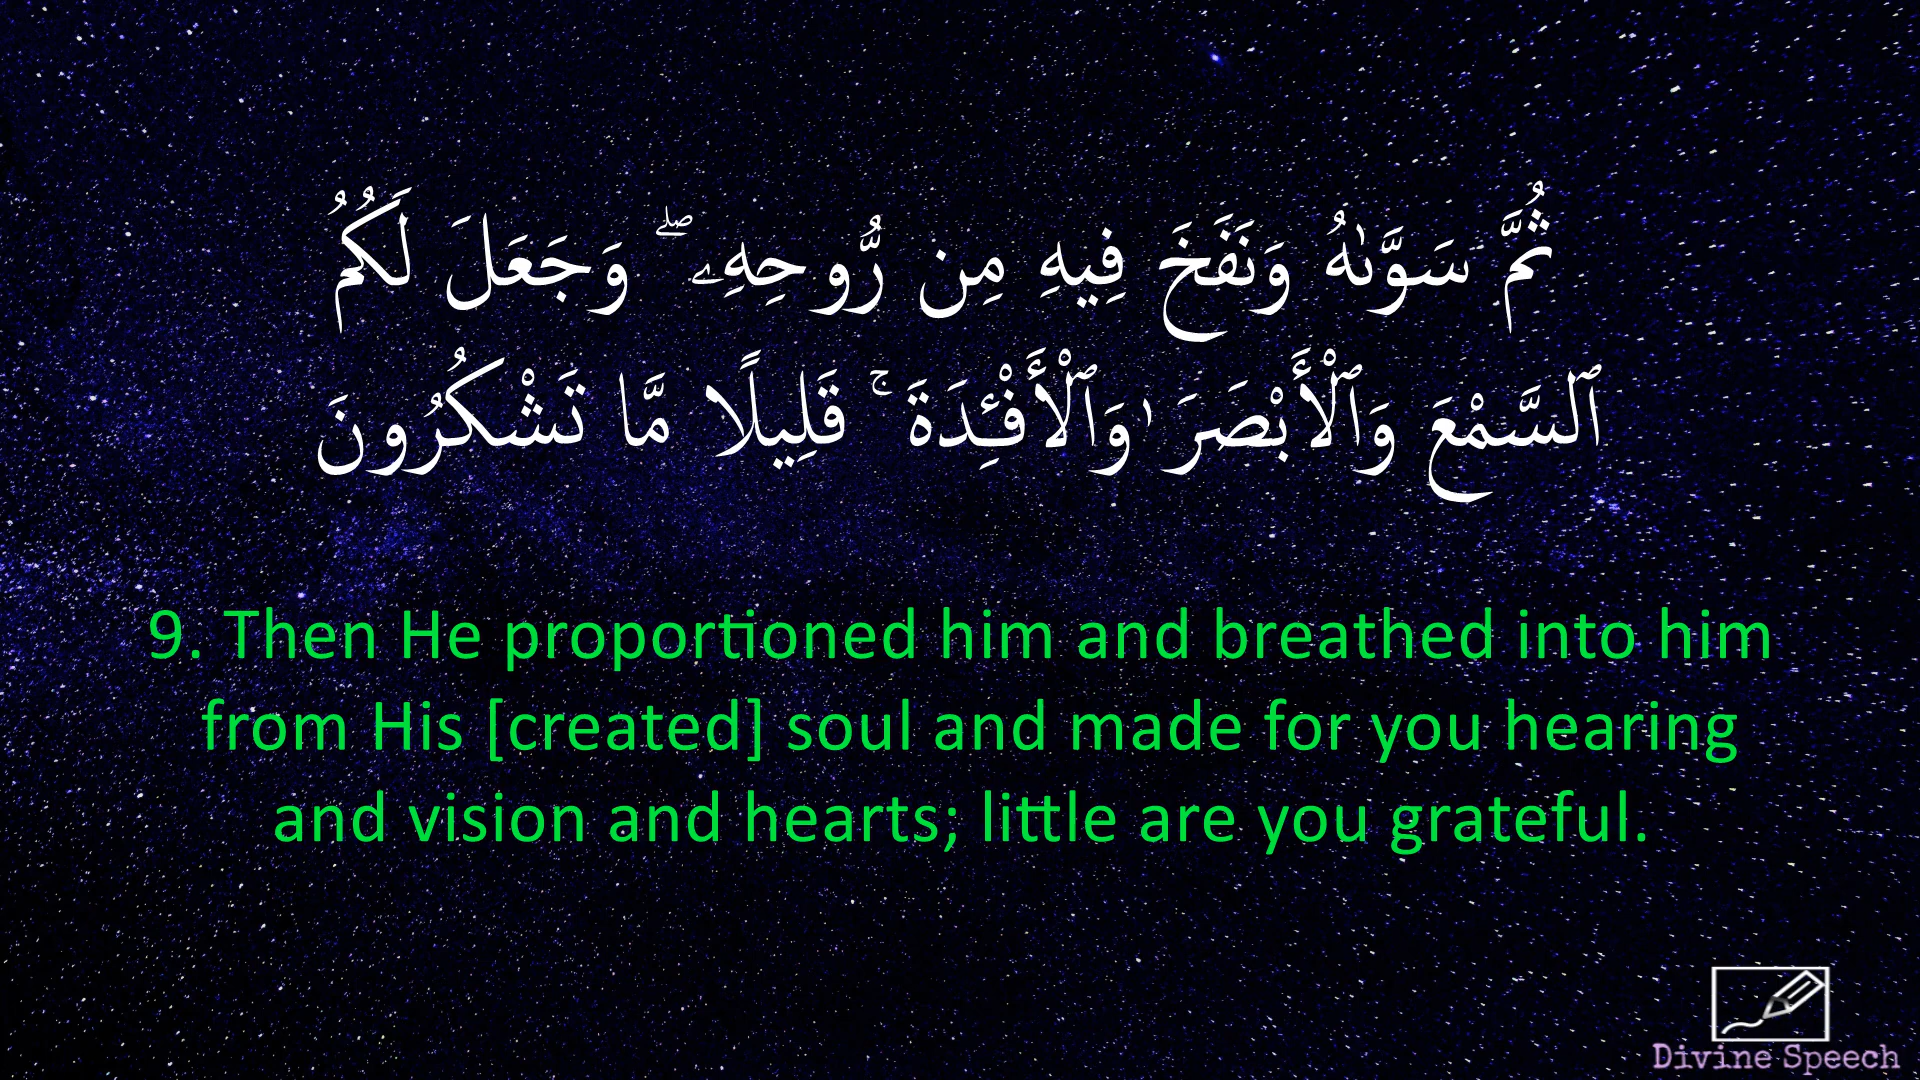 ثُمَّ سَوَّىٰهُ وَنَفَخَ فِيهِ مِن رُّوحِهِۦ ۖ وَجَعَلَ لَكُمُ
ٱلسَّمْعَ وَٱلْأَبْصَـٰرَ وَٱلْأَفْـِٔدَةَ ۚ قَلِيلًا مَّا تَشْكُرُونَ
9. Then He proportioned him and breathed into him
from His [created] soul and made for you hearing
and vision and hearts; little are you grateful.
Divine Speech